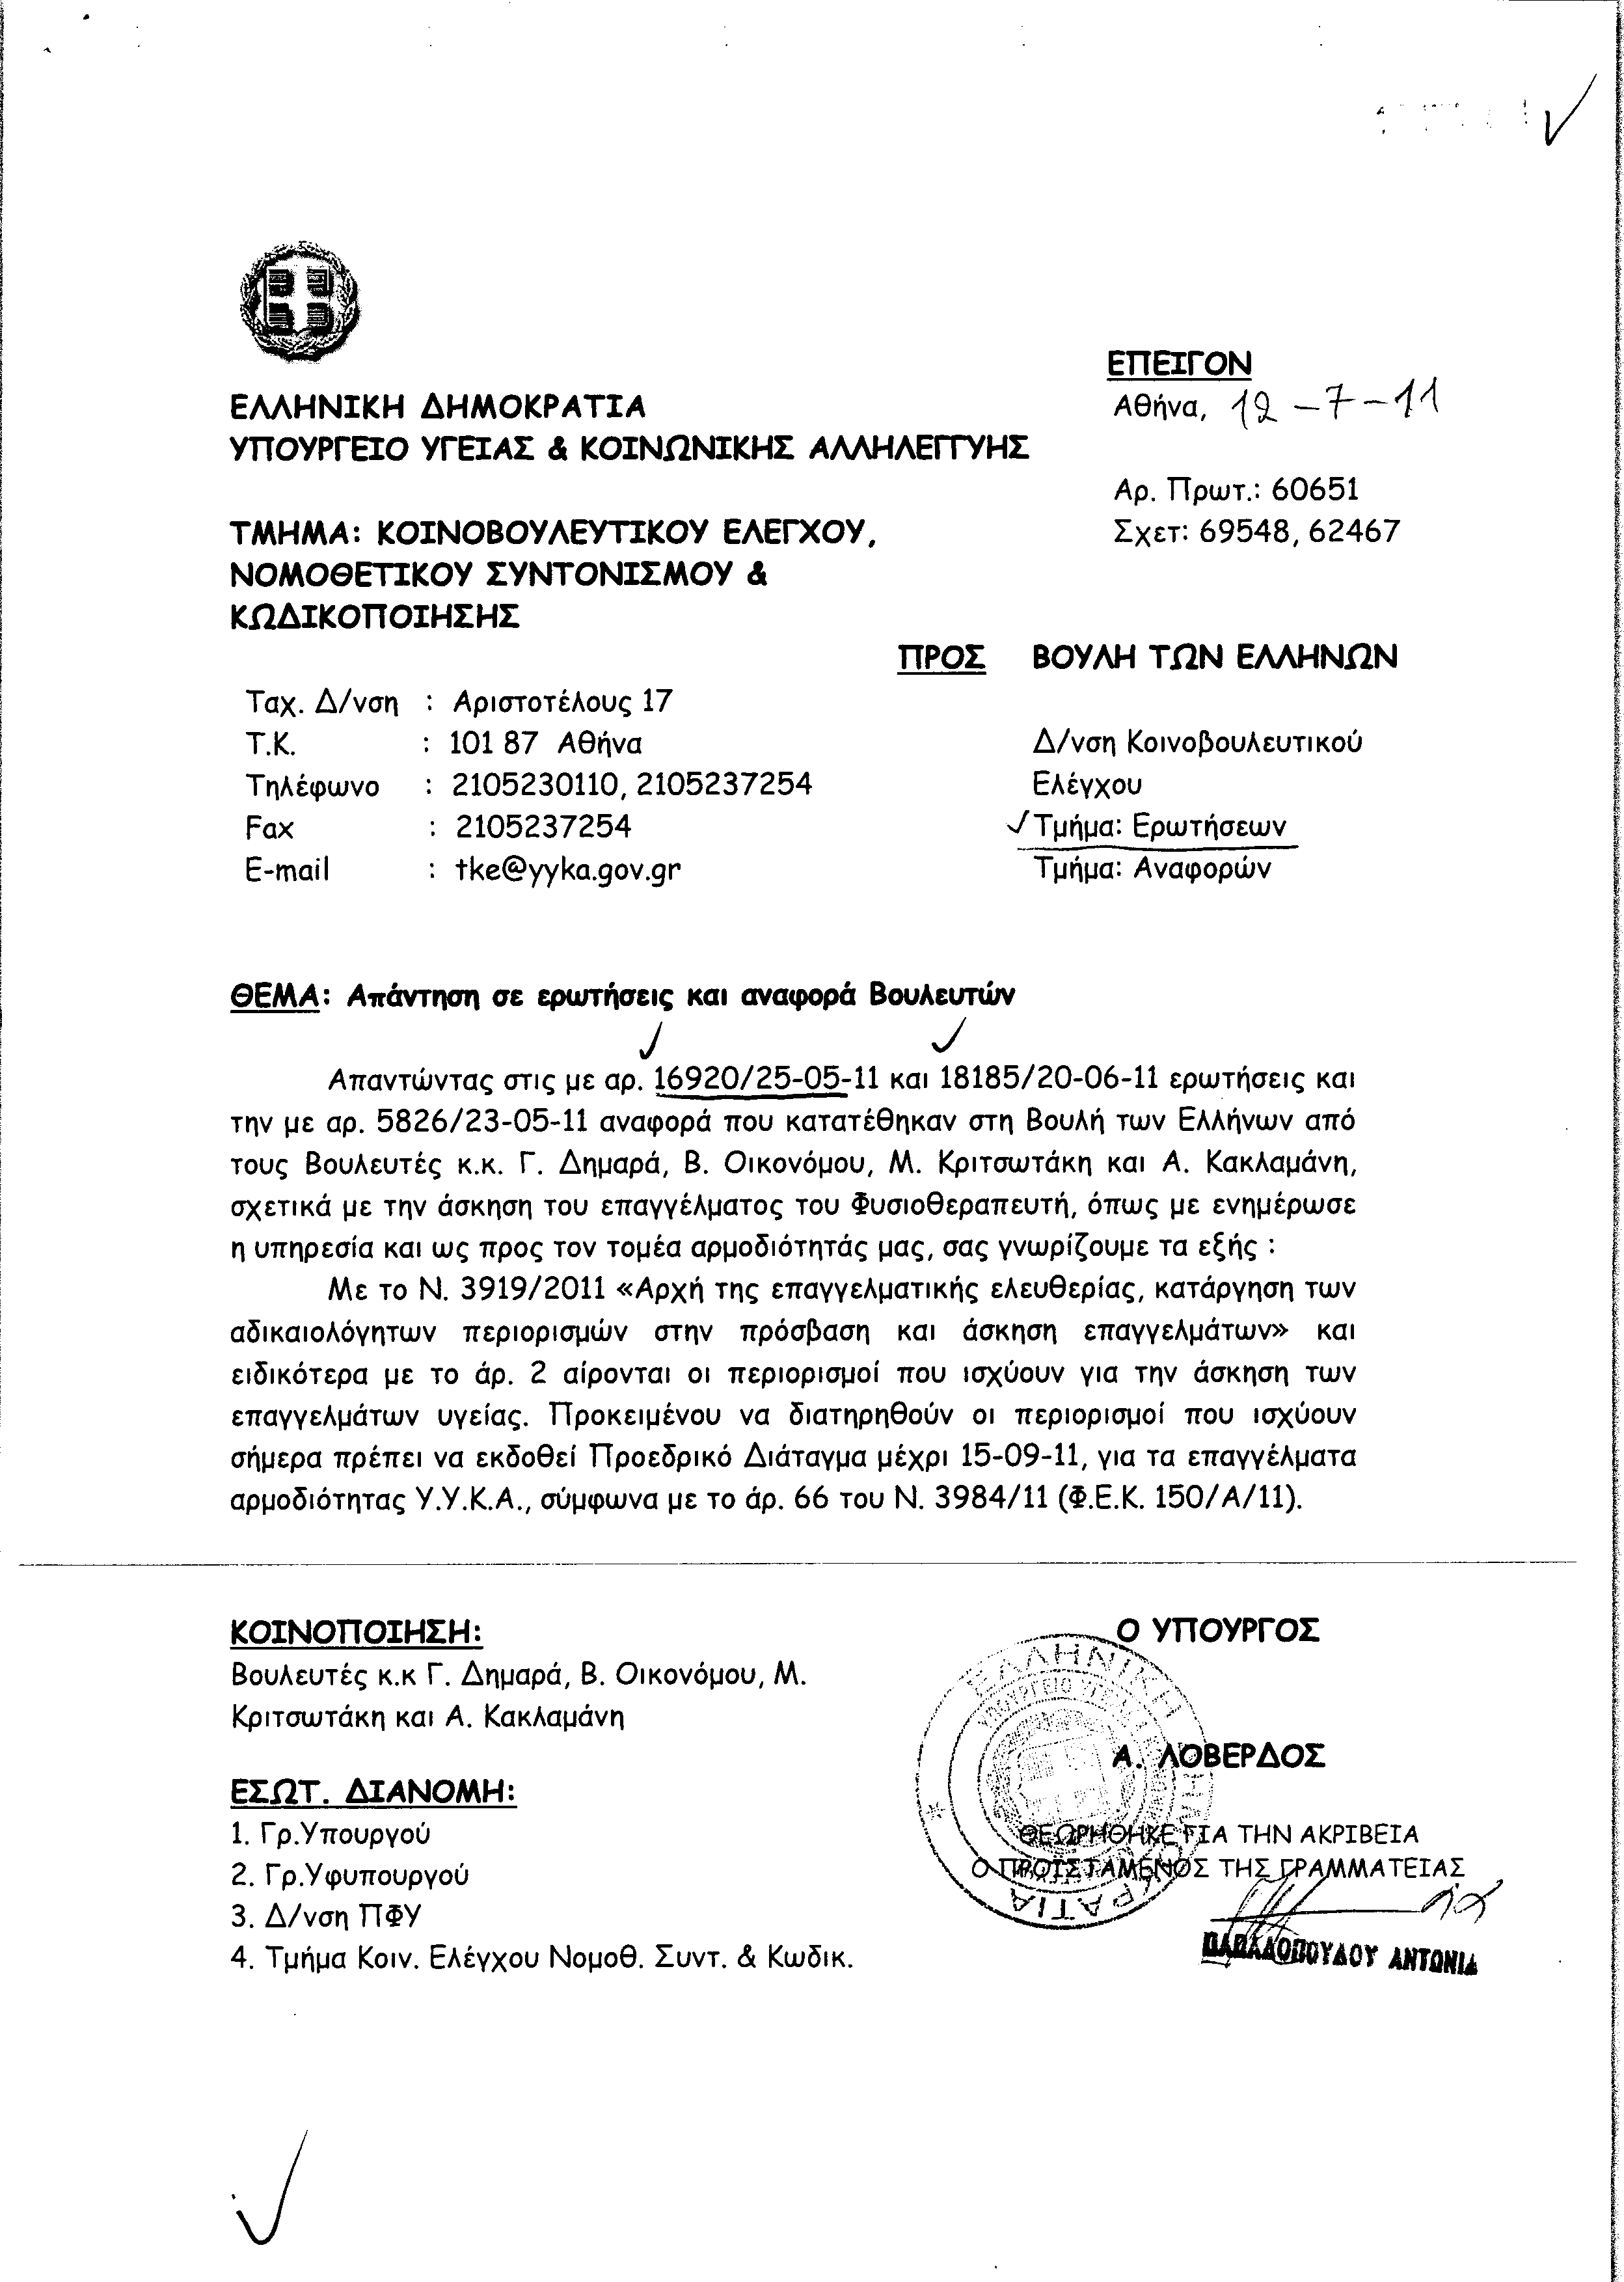 ΕΠΕΙΓΟΝ
ΕΛΛΗΝΙΚΗ ΔΗΜΟΚΡΑΤΙΑ
Αθήνα, 12-7-11
ΥΠΟΥΡΓΕΙΟ ΥΓΕΙΑΣ & ΚΟΙΝΩΝΙΚΗΣ ΑΛΛΗΛΕΓΓΥΗΣ
Αρ. Πρωτ.: 60651
ΤΜΗΜΑ: ΚΟΙΝΟΒΟΥΛΕΥΤΙΚΟΥ ΕΛΕΓΧΟΥ,
Σχετ: 69548, 62467
ΝΟΜΟΘΕΤΙΚΟΥ ΣΥΝΤΟΝΙΣΜΟΥ &
ΚΩΔΙΚΟΠΟΙΗΣΗΣ
ΠΡΟΣ ΒΟΥΛΗ ΤΩΝ ΕΛΛΗΝΩΝ
Ταχ. Δ/νση : Αριστοτέλους 17
Τ.Κ. : 101 87 Αθήνα
Τηλέφωνο : 2105230110, 2105237254
Fax : 2105237254
E-mail : tke@yyka.gov.gr
Δ/νση Κοινοβουλευτικού
Ελέγχου
Τμήμα: Ερωτήσεων
Τμήμα: Αναφορών
ΘΕΜΑ: Απάντηση σε ερωτήσεις και αναφορά Βουλευτών
Απαντώντας στις με αρ. 16920/25-05-11 και 18185/20-06-11 ερωτήσεις και
την με αρ. 5826/23-05-11 αναφορά που κατατέθηκαν στη Βουλή των Ελλήνων από
τους Βουλευτές κ.κ. Γ. Δημαρά, Β. Οικονόμου, Μ. Κριτσωτάκη και Α. Κακλαμάνη,
σχετικά με την άσκηση του επαγγέλματος του Φυσιοθεραπευτή, όπως με ενημέρωσε
η υπηρεσία και ως προς τον τομέα αρμοδιότητάς μας, σας γνωρίζουμε τα εξής :
Με το Ν. 3919/2011 «Αρχή της επαγγελματικής ελευθερίας, κατάργηση των
αδικαιολόγητων περιορισμών στην πρόσβαση και άσκηση επαγγελμάτων» και
ειδικότερα με το άρ. 2 αίρονται οι περιορισμοί που ισχύουν για την άσκηση των
επαγγελμάτων υγείας. Προκειμένου να διατηρηθούν οι περιορισμοί που ισχύουν
σήμερα πρέπει να εκδοθεί Προεδρικό Διάταγμα μέχρι 15-09-11, για τα επαγγέλματα
αρμοδιότητας Υ.Υ.Κ.Α., σύμφωνα με το άρ. 66 του Ν. 3984/11 (Φ.Ε.Κ. 150/Α/11).
ΚΟΙΝΟΠΟΙΗΣΗ:
Βουλευτές κ.κ Γ. Δημαρά, Β. Οικονόμου, Μ.
Κριτσωτάκη και Α. Κακλαμάνη
ΕΣΩΤ. ΔΙΑΝΟΜΗ:
1. Γρ.Υπουργού
2. Γρ.Υφυπουργού
3. Δ/νση ΠΦΥ
4. Τμήμα Κοιν. Ελέγχου Νομοθ. Συντ. & Κωδικ.
Ο ΥΠΟΥΡΓΟΣ
Α. ΛΟΒΕΡΔΟΣ
ΘΕΩΡΗΘΗΚΕ ΓΙΑ ΤΗΝ ΑΚΡΙΒΕΙΑ
Ο ΠΡΟΪΣΤΑΜΕΝΟΣ ΤΗΣ ΓΡΑΜΜΑΤΕΙΑΣ
ΠΑΠΑΔΟΠΟΥΛΟΥ ΑΝΤΩΝΙΑ